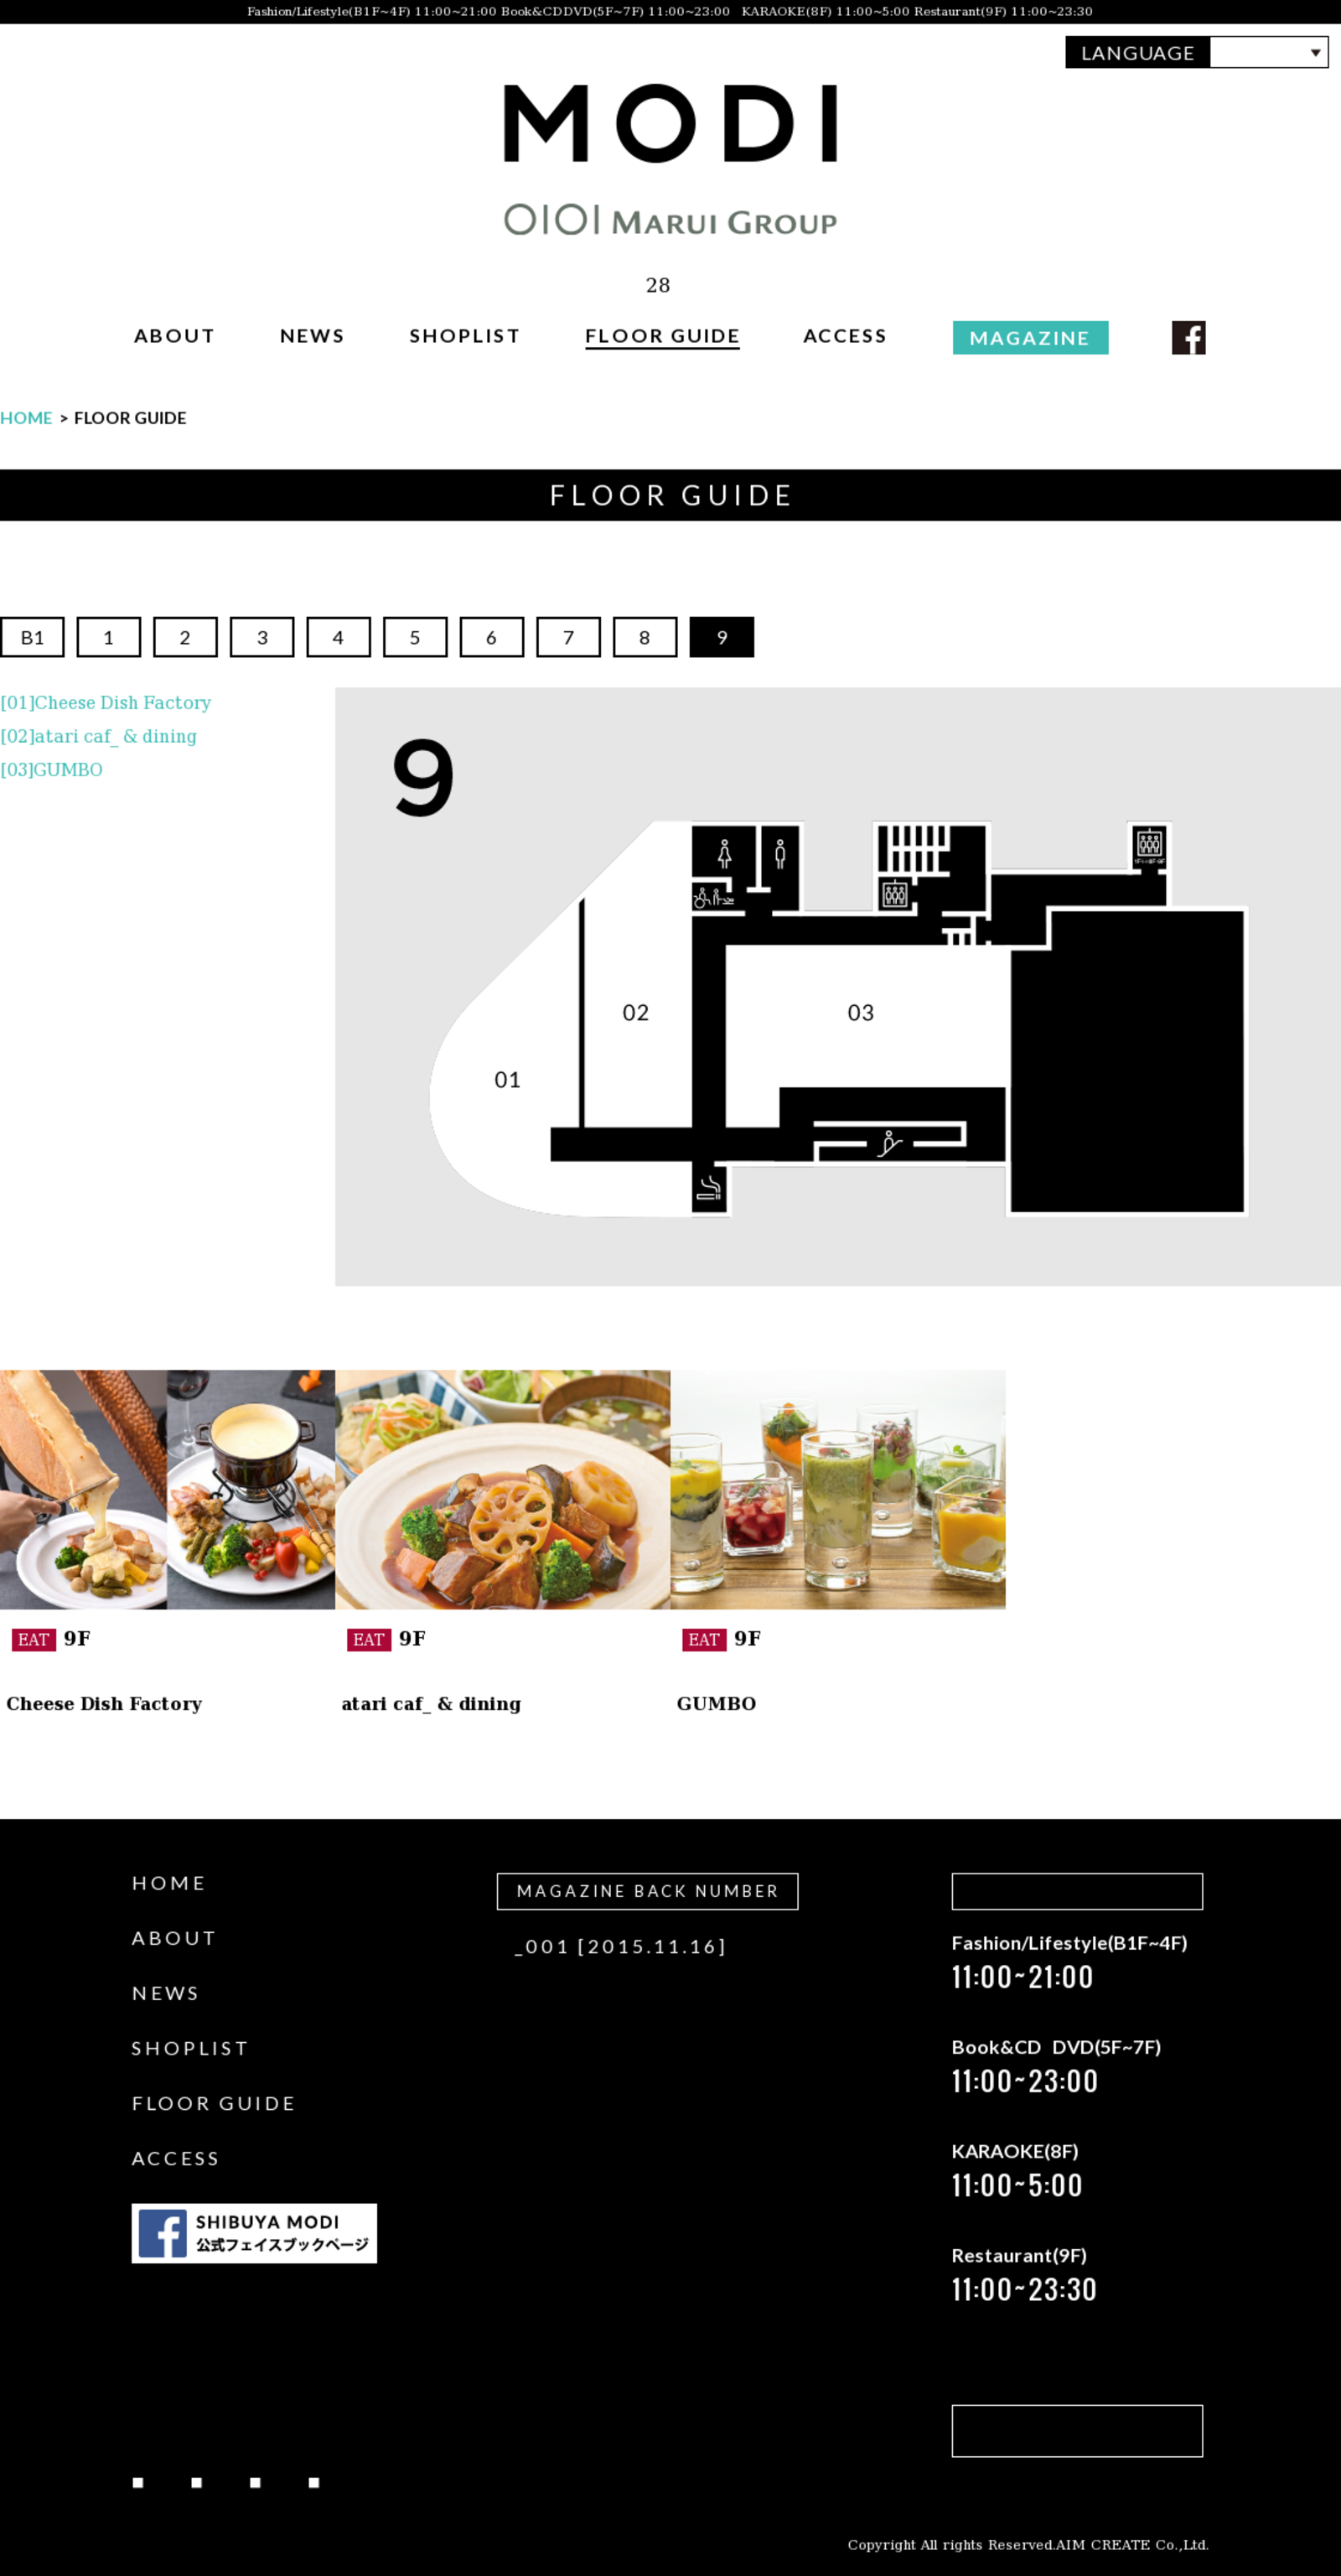 Fashion/Lifestyle(B1F~4F) 11:00~21:00 Book&CDDVD(5F~7F) 11:00~23:00   KARAOKE(8F) 11:00~5:00 Restaurant(9F) 11:00~23:30
LANGUAGE
MODI
OIOI MARUI GROUP
28
ABOUT NEWS SHOPLIST FLOOR GUIDE ACCESS MAGAZINE
HOME > FLOOR GUIDE
FLOOR GUIDE
B1 1 2 3 4 5 6 7 8 9
[01]Cheese Dish Factory
[02]atari caf_ & dining
[03]GUMBO
9
02 03
01
EAT 9F
Cheese Dish Factory
EAT 9F
atari caf_ & dining
EAT 9F
GUMBO
HOME
ABOUT
NEWS
SHOPLIST
FLOOR GUIDE
ACCESS
SHIBUYA MODI
公式フェイスブックページ
MAGAZINE BACK NUMBER
_001 [2015.11.16]
Fashion/Lifestyle(B1F~4F)
11:00~21:00
Book&CD  DVD(5F~7F)
11:00~23:00
KARAOKE(8F)
11:00~5:00
Restaurant(9F)
11:00~23:30
Copyright All rights Reserved.AIM CREATE Co.,Ltd.